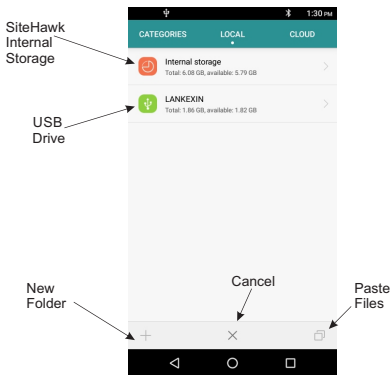 1:30 PM
SiteHawk
Internal
Storage
CATEGORIES LOCAL CLOUD
Internal storage
Total: 6.08 GB, available: 5.79 GB
LANKEXIN
Total: 1.86 GB, available: 1.82 GB
USB
Drive
New
Folder
Cancel
Paste
Files